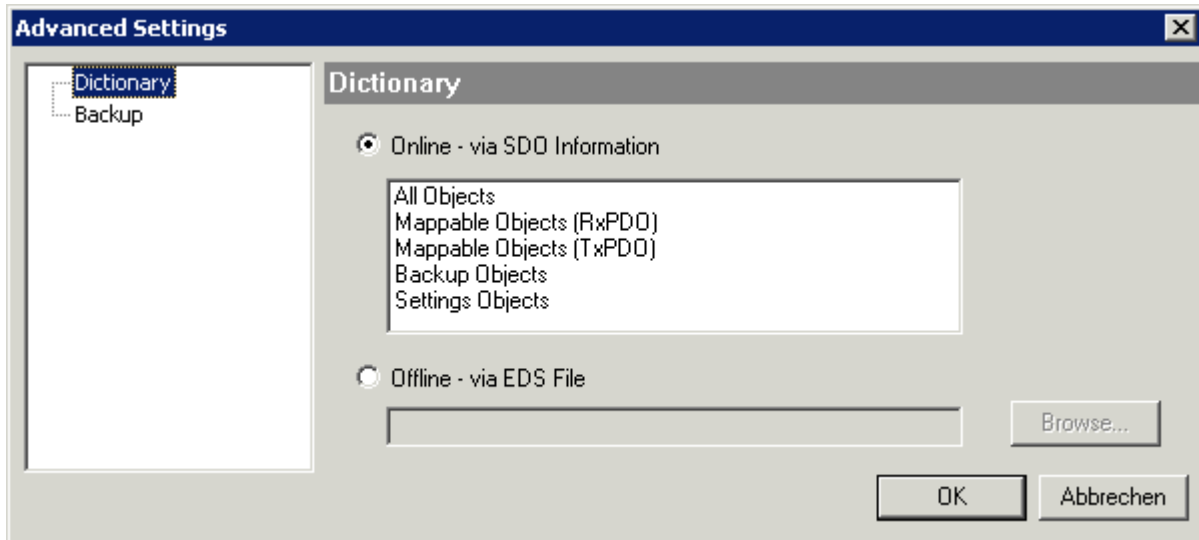 Advanced Settings
Dictionary
Backup
Dictionary
Online - via SDO Information
All Objects
Mappable Objects (RxPDO)
Mappable Objects (TxPDO)
Backup Objects
Settings Objects
Offline - via EDS File
Browse...
OK
Abbrechen